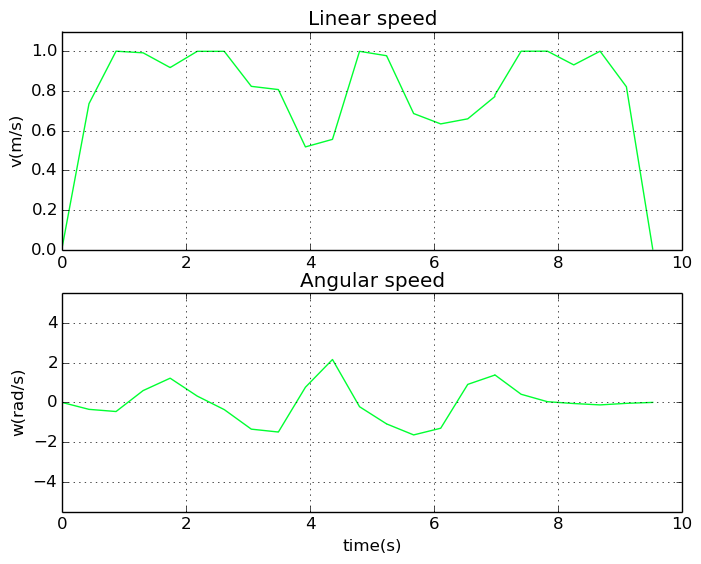 Linear speed
1.0
0.8
0.6
0.4
0.2
0.0
v(m/s)
0 2 4 6 8 10
Angular speed
4
2
0
−2
−4
w(rad/s)
0 2 4 6 8 10
time(s)